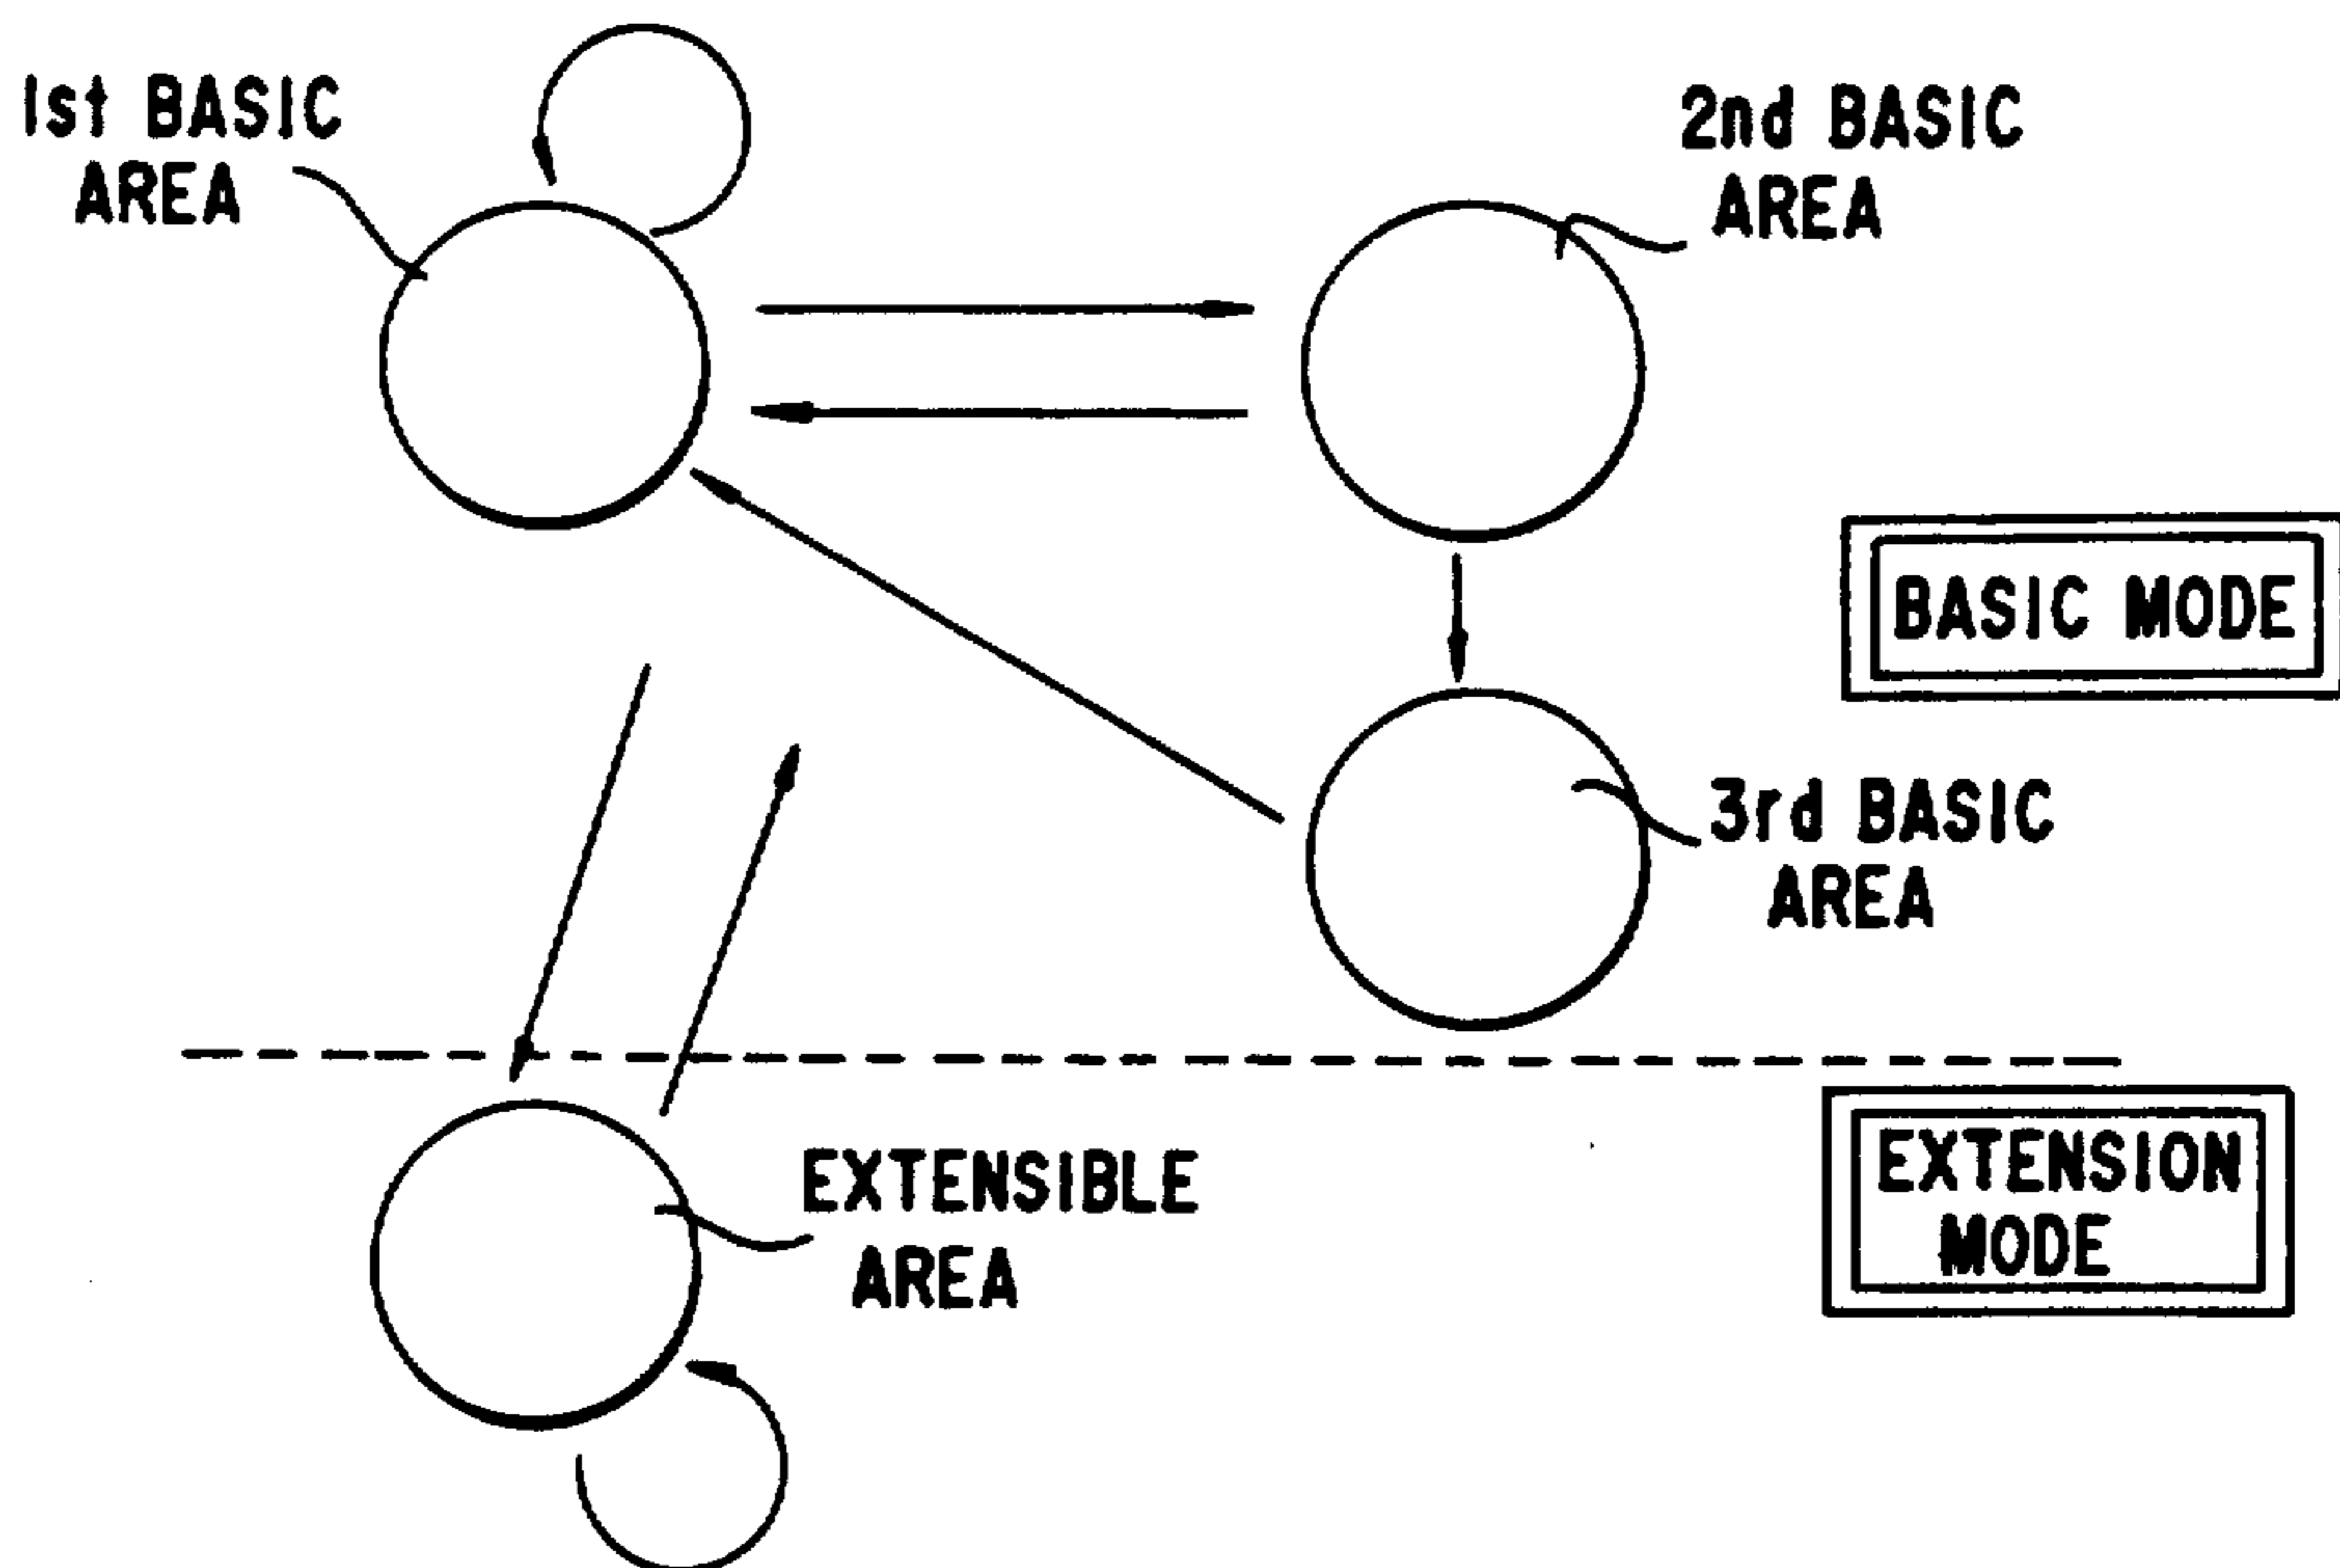 1st BASIC
AREA
2nd BASIC
AREA
BASIC MODE
3rd BASIC
AREA
EXTENSIBLE
AREA
EXTENSION
MODE